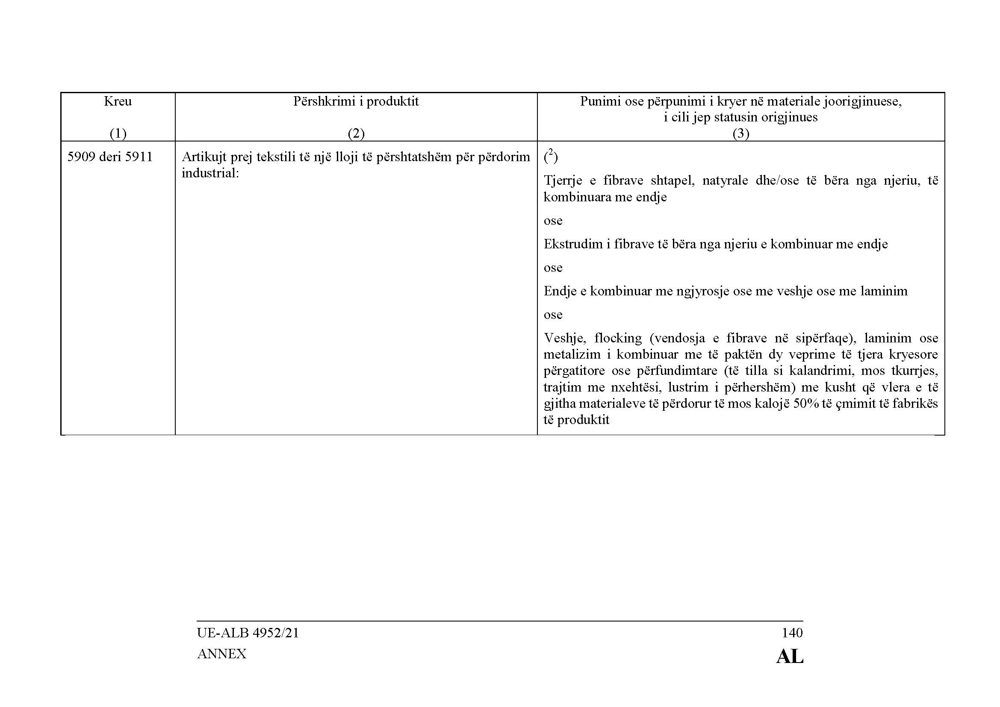 Kreu
(1)
Përshkrimi i produktit
(2)
Punimi ose përpunimi i kryer në materiale joorigjinuese,
i cili jep statusin origjinues
(3)
5909 deri 5911
Artikujt prej tekstili të një lloji të përshtatshëm për përdorim
industrial:
(²)
Tjerrje e fibrave shtapel, natyrale dhe/ose të bëra nga njeriu, të
kombinuara me endje
ose
Ekstrudim i fibrave të bëra nga njeriu e kombinuar me endje
ose
Endje e kombinuar me ngjyrosje ose me veshje ose me laminim
ose
Veshje, flocking (vendosja e fibrave në sipërfaqe), laminim ose
metalizim i kombinuar me të paktën dy veprime të tjera kryesore
përgatitore ose përfundimtare (të tilla si kalandrimi, mos tkurrjes,
trajtim me nxehtësi, lustrim i përhershëm) me kusht që vlera e të
gjitha materialeve të përdorur të mos kalojë 50% të çmimit të fabrikës
të produktit
UE-ALB 4952/21
140
ANNEX
AL